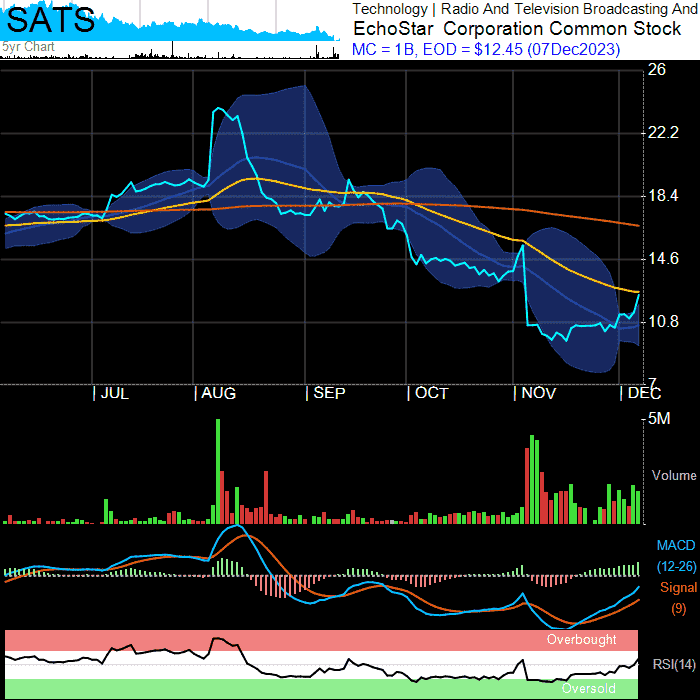 SATS
5yr Chart
Technology | Radio And Television Broadcasting And
EchoStar Corporation Common Stock
MC = 1B, EOD = $12.45 (07Dec2023)
26
22.2
18.4
14.6
10.8
7
JUL AUG SEP OCT NOV DEC
5M
Volume
MACD
(12-26)
Signal
(9)
Overbought
RSI(14)
Oversold